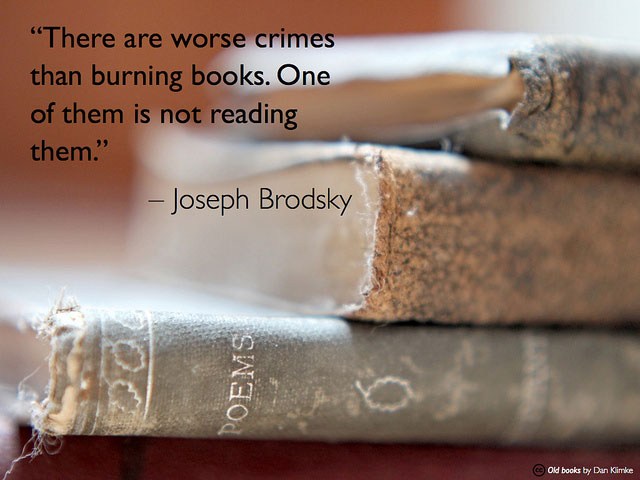 “There are worse crimes
than burning books. One
of them is not reading
them.”
– Joseph Brodsky
POEMS
Old books by Dan Klimke